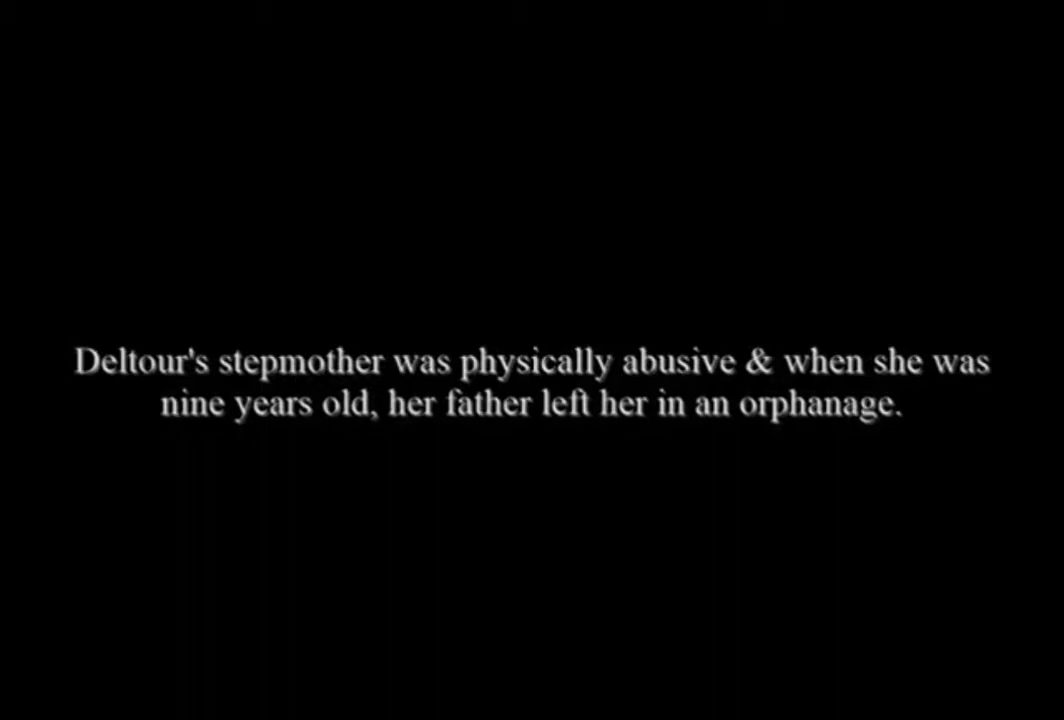 Deltour's stepmother was physically abusive & when she was
nine years old, her father left her in an orphanage.